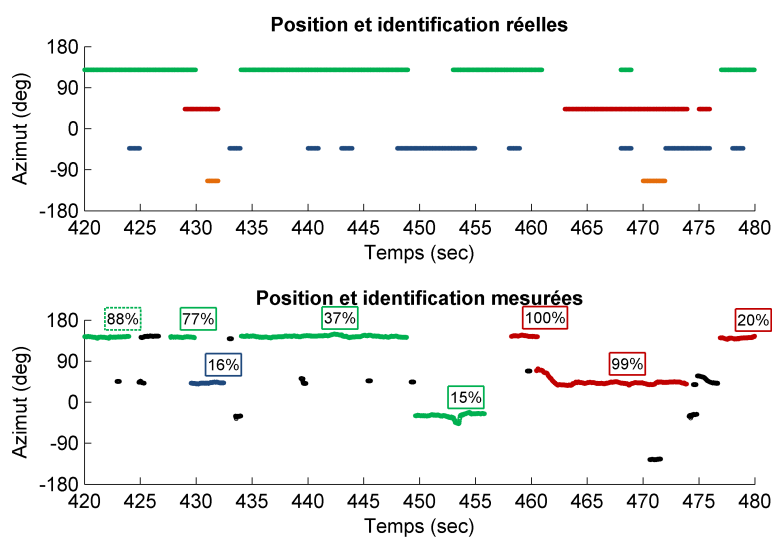 Position et identification réelles
180
90
0
-90
-180
Azimut (deg)
420 425 430 435 440 445 450 455 460 465 470 475 480
Temps (sec)
Position et identification mesurées
88% 77% 37% 100% 20%
16% 99%
15%
180
90
0
-90
-180
Azimut (deg)
420 425 430 435 440 445 450 455 460 465 470 475 480
Temps (sec)